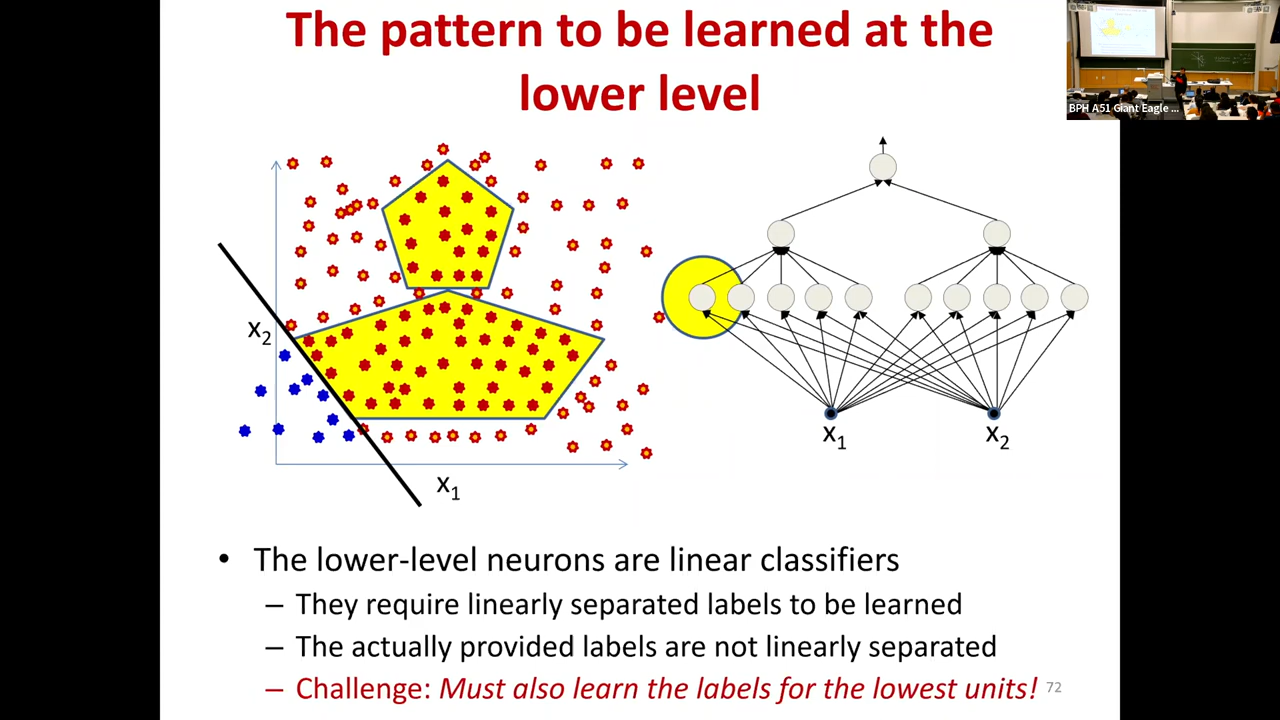 The pattern to be learned at the
lower level
BPH A51 Giant Eagle ...
x2
x1
x1
x2
• The lower-level neurons are linear classifiers
– They require linearly separated labels to be learned
– The actually provided labels are not linearly separated
– Challenge: Must also learn the labels for the lowest units!
72